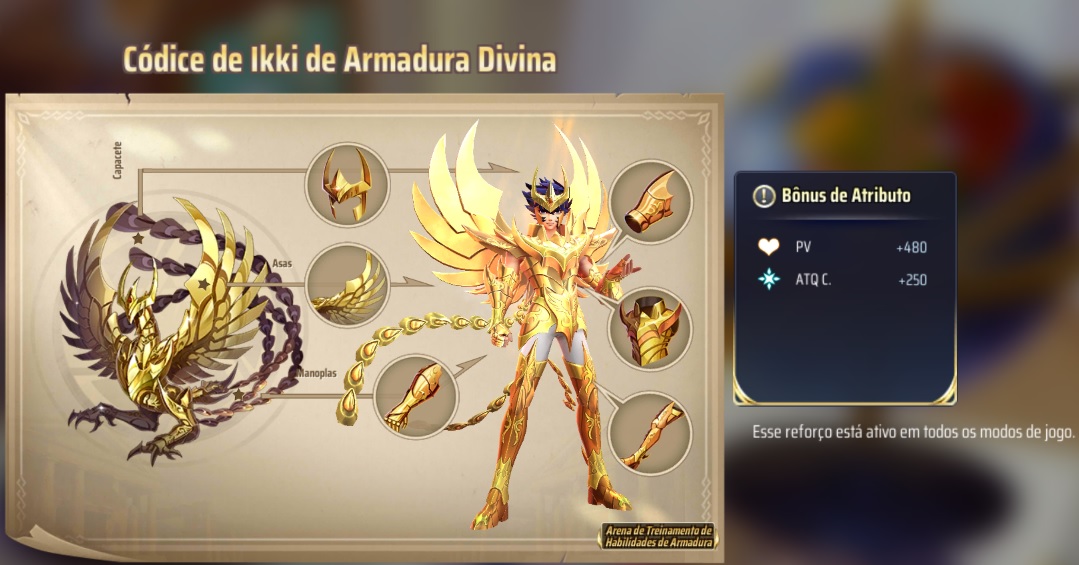 Códice de Ikki de Armadura Divina
Capacete
Asas
Manoplas
Arena de Treinamento de
Habilidades de Armadura
Bônus de Atributo
PV +480
ATQ C. +250
Esse reforço está ativo em todos os modos de jogo.